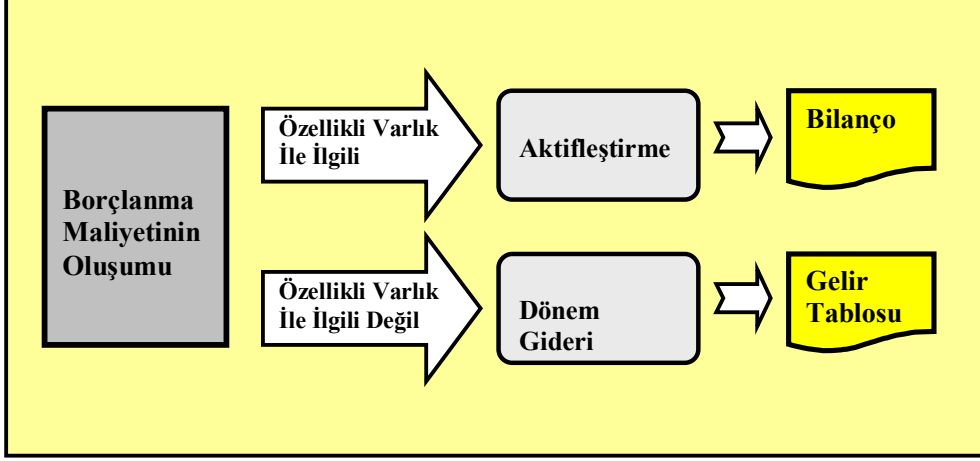 Borçlanma
Maliyetinin
Oluşumu
Özellikli Varlık
İle İlgili
Aktifleştirme
Bilanço
Özellikli Varlık
İle İlgili Değil
Dönem
Gideri
Gelir
Tablosu